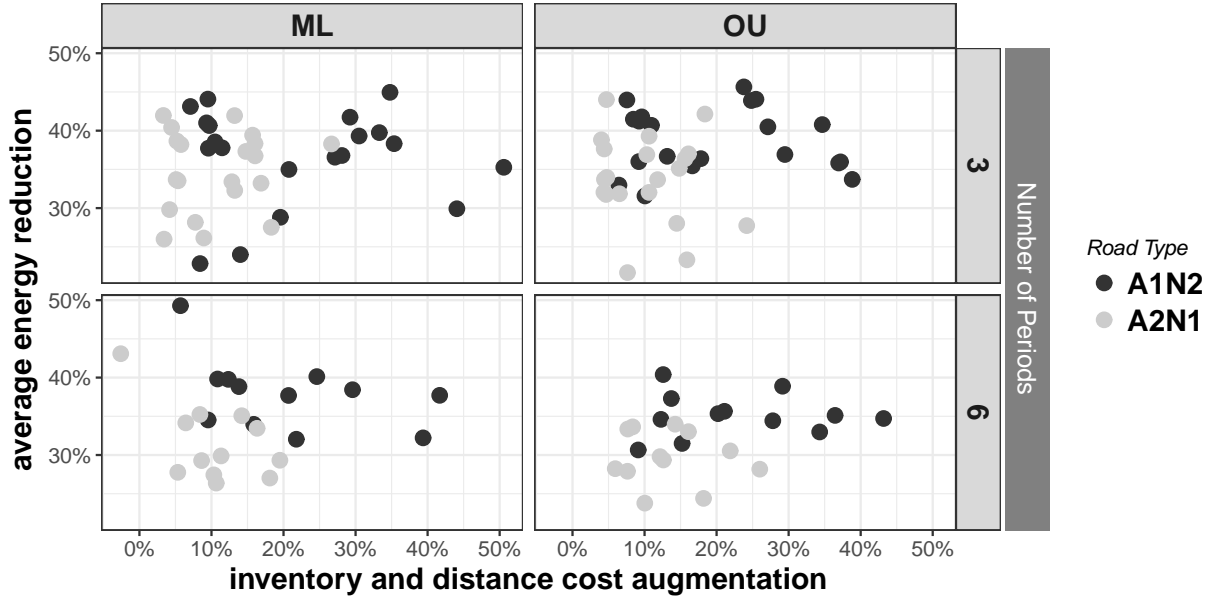 ML
OU
average energy reduction
50%
40%
30%
3
50%
40%
30%
6
Number of Periods
0%
10%
20%
30%
40%
50%
0%
10%
20%
30%
40%
50%
inventory and distance cost augmentation
Road Type
A1N2
A2N1